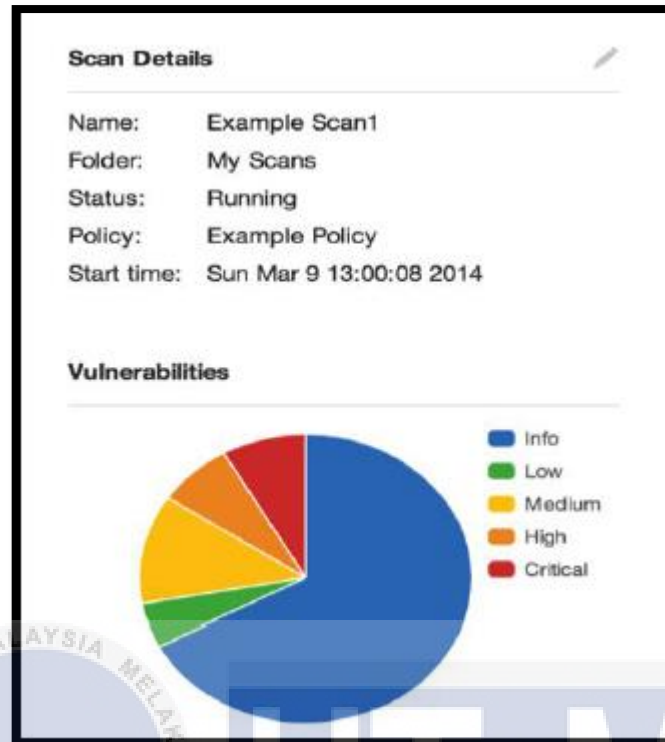 Scan Details
Name: Example Scan1
Folder: My Scans
Status: Running
Policy: Example Policy
Start time: Sun Mar 9 13:00:08 2014
Vulnerabilities
Info
Low
Medium
High
Critical